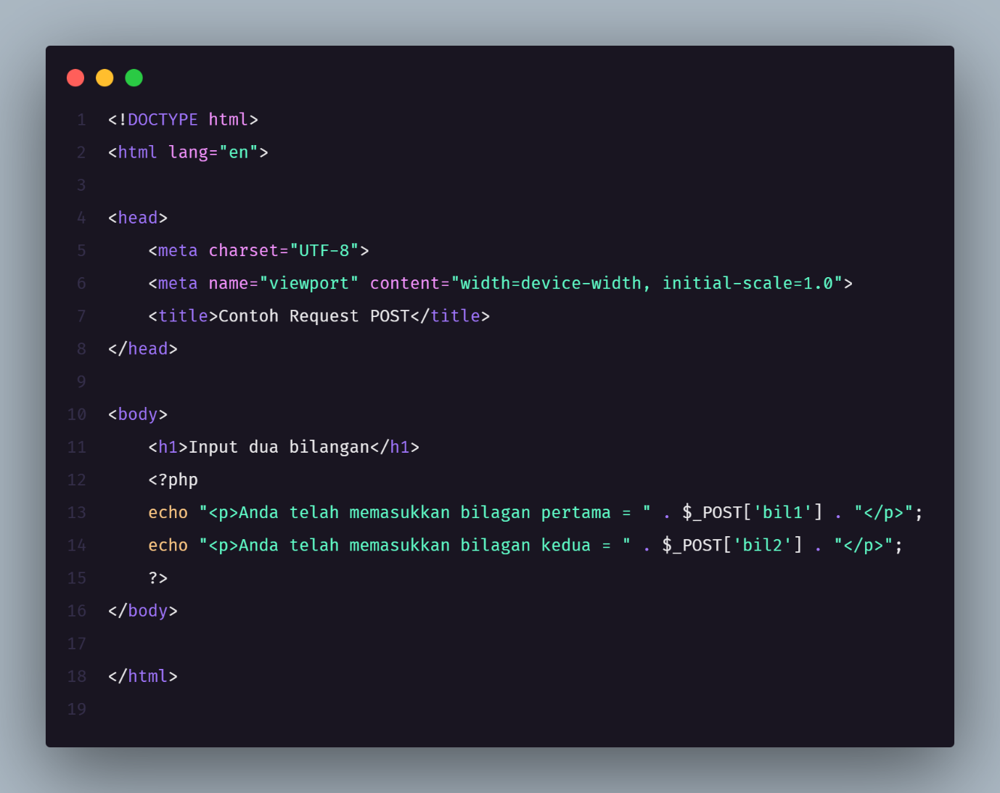 1 <!DOCTYPE html>
2 <html lang="en">
3
4 <head>
5     <meta charset="UTF-8">
6     <meta name="viewport" content="width=device-width, initial-scale=1.0">
7     <title>Contoh Request POST</title>
8 </head>
9
10 <body>
11     <h1>Input dua bilangan</h1>
12     <?php
13     echo "<p>Anda telah memasukkan bilagan pertama = " . $_POST['bil1'] . "</p>";
14     echo "<p>Anda telah memasukkan bilagan kedua = " . $_POST['bil2'] . "</p>";
15     ?>
16 </body>
17
18 </html>
19